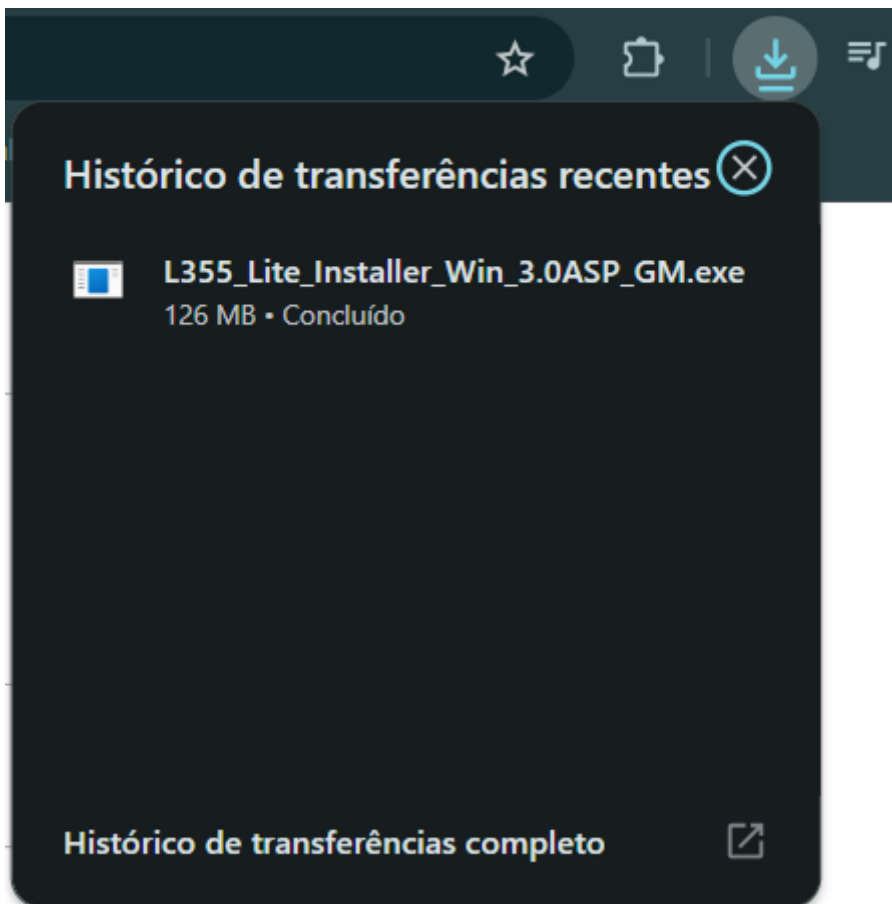 Histórico de transferências recentes
L355_Lite_Installer_Win_3.0ASP_GM.exe
126 MB • Concluído
Histórico de transferências completo